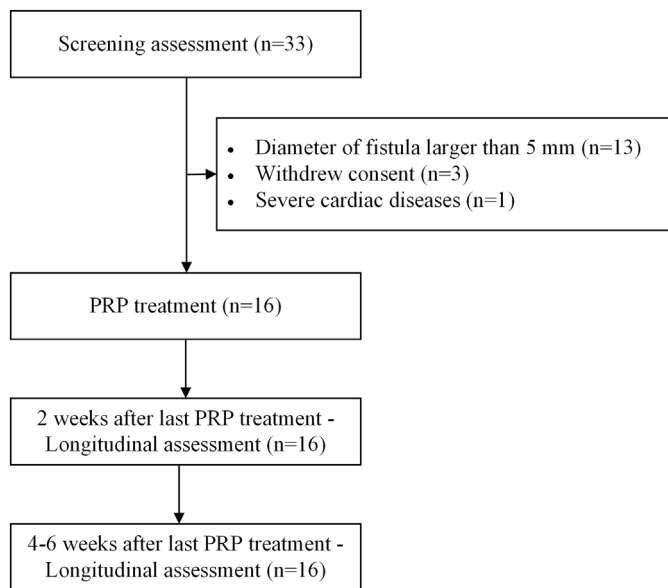 Screening assessment (n=33)
• Diameter of fistula larger than 5 mm (n=13)
• Withdrew consent (n=3)
• Severe cardiac diseases (n=1)
PRP treatment (n=16)
2 weeks after last PRP treatment -
Longitudinal assessment (n=16)
4-6 weeks after last PRP treatment -
Longitudinal assessment (n=16)